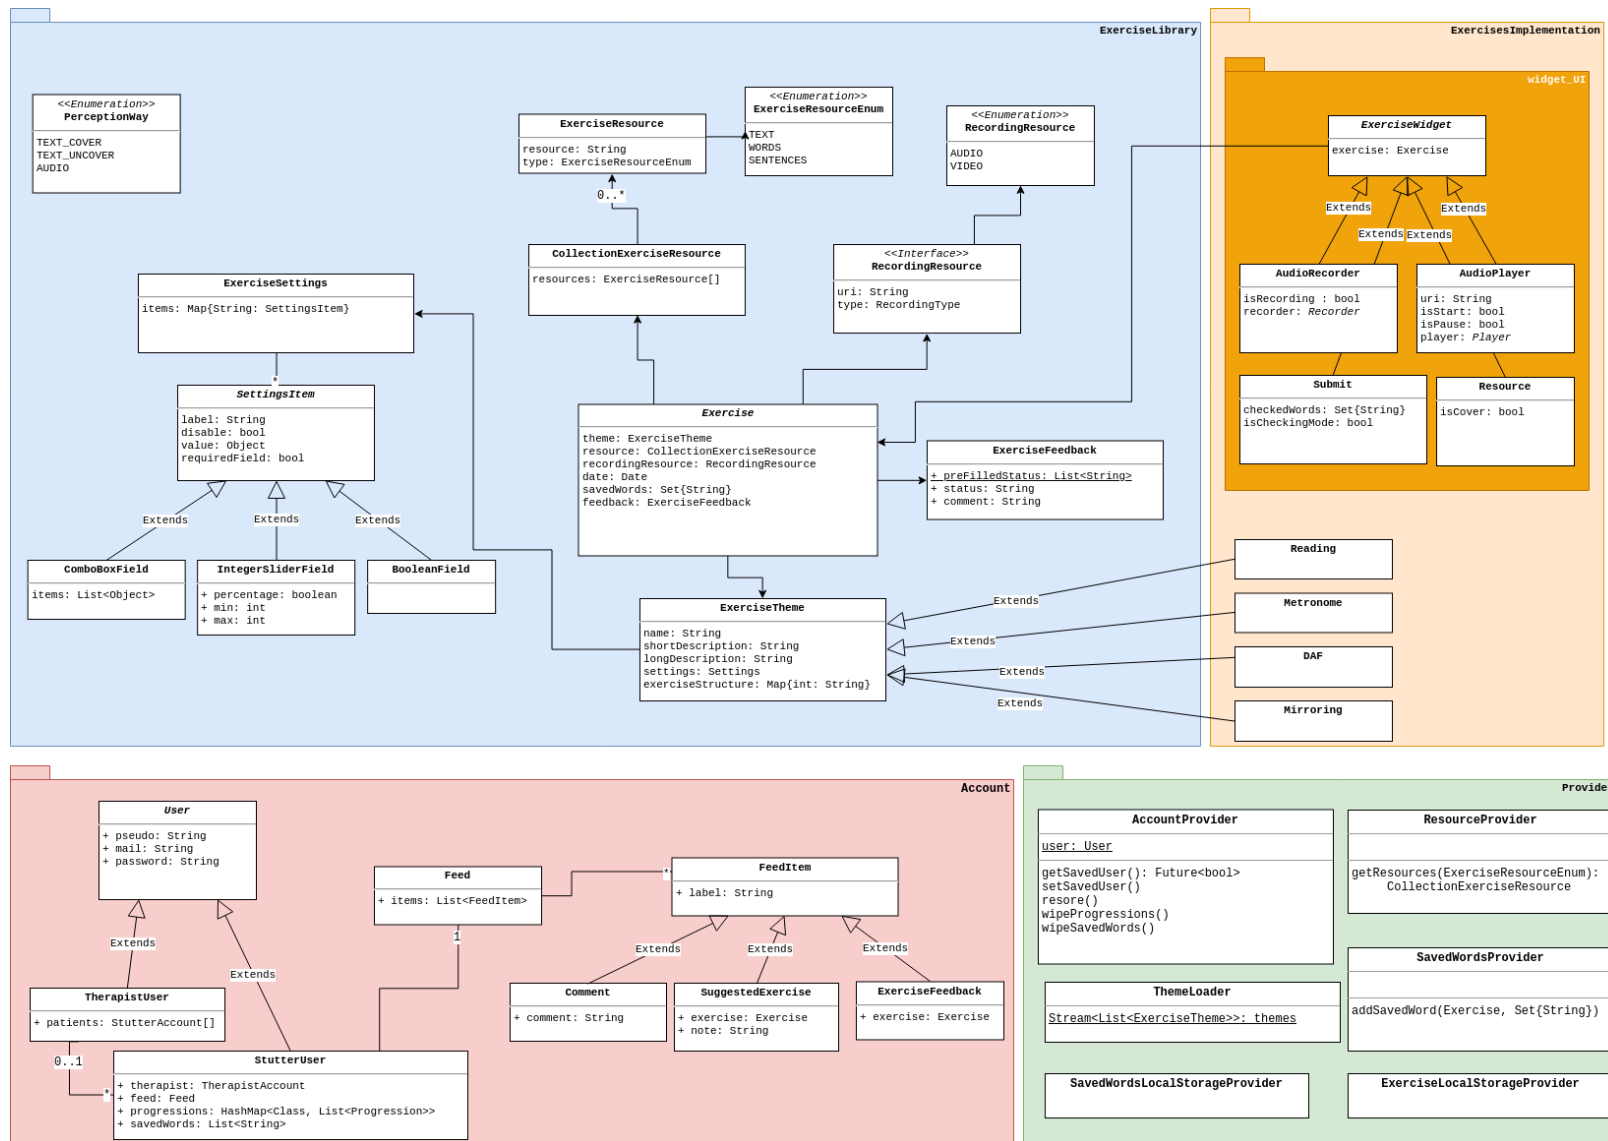 ExerciseLibrary
<<Enumeration>>
PerceptionWay
TEXT_COVER
TEXT_UNCOVER
AUDIO
ExerciseResource
resource: String
type: ExerciseResourceEnum
<<Enumeration>>
ExerciseResourceEnum
TEXT
WORDS
SENTENCES
<<Enumeration>>
RecordingResource
AUDIO
VIDEO
0..*
CollectionExerciseResource
resources: ExerciseResource[]
<<Interface>>
RecordingResource
uri: String
type: RecordingType
ExerciseSettings
items: Map{String: SettingsItem}
*
SettingsItem
label: String
disable: bool
value: Object
requiredField: bool
Extends
Extends
Extends
ComboBoxField
items: List<Object>
IntegerSliderField
+ percentage: boolean
+ min: int
+ max: int
BooleanField
Exercise
theme: ExerciseTheme
resource: CollectionExerciseResource
recordingResource: RecordingResource
date: Date
savedWords: Set{String}
feedback: ExerciseFeedback
ExerciseFeedback
+ preFilledStatus: List<String>
+ status: String
+ comment: String
ExerciseTheme
name: String
shortDescription: String
longDescription: String
settings: Settings
exerciseStructure: Map{int: String}
Extends
Extends
Extends
Extends
ExercisesImplementation
widget_UI
ExerciseWidget
exercise: Exercise
Extends
Extends
Extends
Extends
AudioRecorder
isRecording : bool
recorder: Recorder
AudioPlayer
uri: String
isStart: bool
isPause: bool
player: Player
Submit
checkedWords: Set{String}
isCheckingMode: bool
Resource
isCover: bool
Reading
Metronome
DAF
Mirroring
Account
User
+ pseudo: String
+ mail: String
+ password: String
Extends
Extends
TherapistUser
+ patients: StutterAccount[]
0..1
*
StutterUser
+ therapist: TherapistAccount
+ feed: Feed
+ progressions: HashMap<Class, List<Progression>>
+ savedWords: List<String>
Feed
+ items: List<FeedItem>
1
*
FeedItem
+ label: String
Extends
Extends
Extends
Comment
+ comment: String
SuggestedExercise
+ exercise: Exercise
+ note: String
ExerciseFeedback
+ exercise: Exercise
Provide
AccountProvider
user: User
getSavedUser(): Future<bool>
setSavedUser()
resore()
wipeProgressions()
wipeSavedWords()
ResourceProvider
getResources(ExerciseResourceEnum):
CollectionExerciseResource
SavedWordsProvider
addSavedWord(Exercise, Set{String})
ThemeLoader
Stream<List<ExerciseTheme>>: themes
SavedWordsLocalStorageProvider
ExerciseLocalStorageProvider